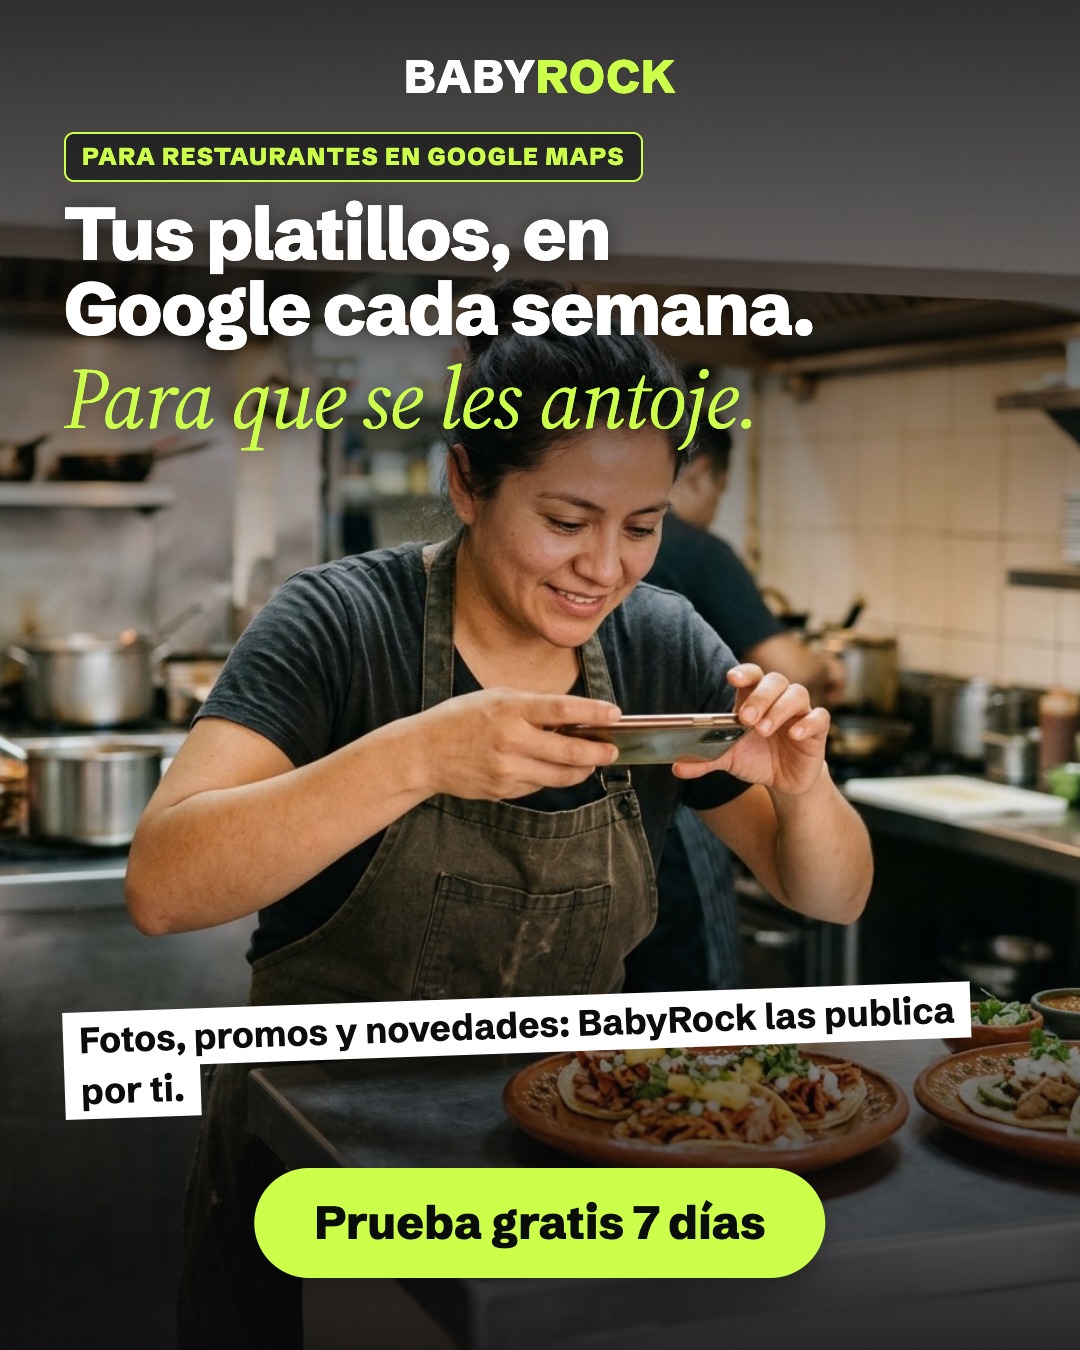 BABYROCK
PARA RESTAURANTES EN GOOGLE MAPS
Tus platillos, en
Google cada semana.
Para que se les antoje.
Fotos, promos y novedades: BabyRock las publica
por ti.
Prueba gratis 7 días